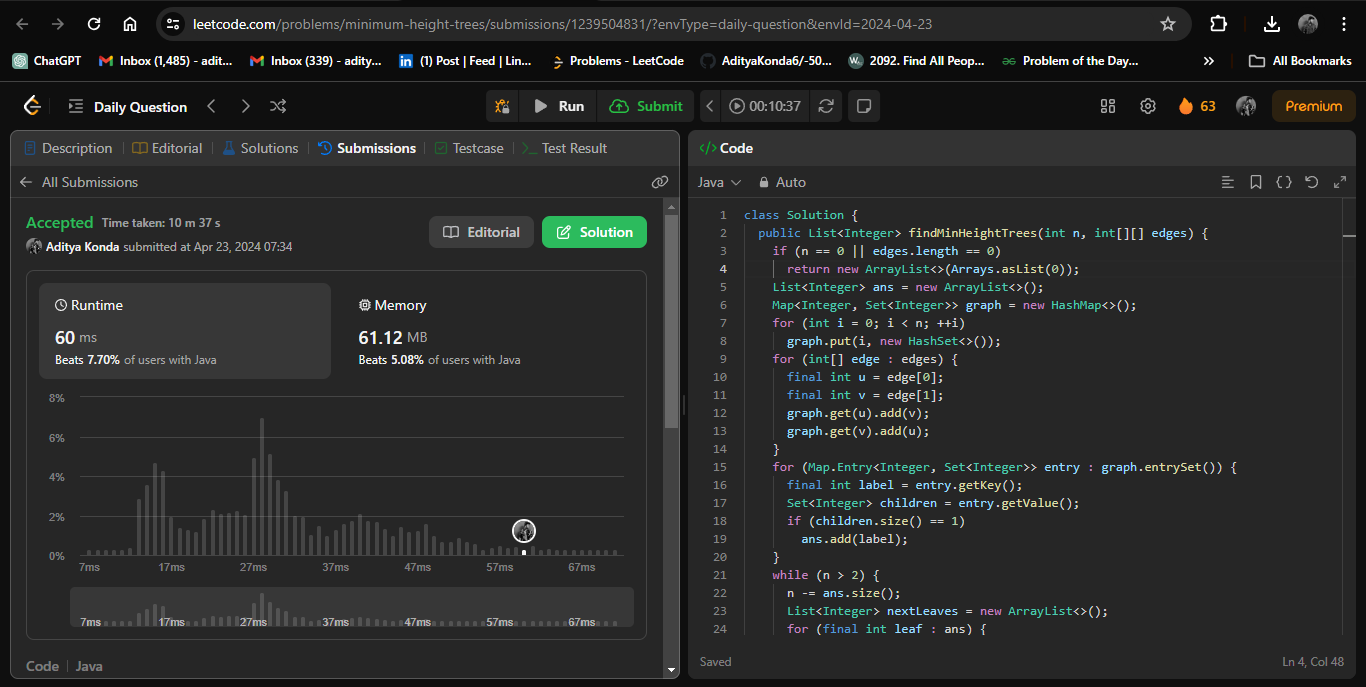 leetcode.com/problems/minimum-height-trees/submissions/1239504831/?envType=daily-question&envId=2024-04-23
ChatGPT Inbox (1,485) - adit... Inbox (339) - adity... (1) Post | Feed | Lin... Problems - LeetCode AdityaKonda6/-50... 2092. Find All Peop... Problem of the Day... » All Bookmarks
Daily Question Run Submit 00:10:37 63 Premium
Description Editorial Solutions Submissions Testcase Test Result
All Submissions
Accepted Time taken: 10 m 37 s
Aditya Konda submitted at Apr 23, 2024 07:34
Editorial Solution
Runtime
60 ms
Beats 7.70% of users with Java
Memory
61.12 MB
Beats 5.08% of users with Java
8%
6%
4%
2%
0%
7ms 17ms 27ms 37ms 47ms 57ms 67ms
7ms 17ms 27ms 37ms 47ms 57ms 67ms
Code | Java
</> Code
Java Auto
1 class Solution {
2 public List<Integer> findMinHeightTrees(int n, int[][] edges) {
3 if (n == 0 || edges.length == 0)
4 return new ArrayList<>(Arrays.asList(0));
5 List<Integer> ans = new ArrayList<>();
6 Map<Integer, Set<Integer>> graph = new HashMap<>();
7 for (int i = 0; i < n; ++i)
8 graph.put(i, new HashSet<>());
9 for (int[] edge : edges) {
10 final int u = edge[0];
11 final int v = edge[1];
12 graph.get(u).add(v);
13 graph.get(v).add(u);
14 }
15 for (Map.Entry<Integer, Set<Integer>> entry : graph.entrySet()) {
16 final int label = entry.getKey();
17 Set<Integer> children = entry.getValue();
18 if (children.size() == 1)
19 ans.add(label);
20 }
21 while (n > 2) {
22 n -= ans.size();
23 List<Integer> nextLeaves = new ArrayList<>();
24 for (final int leaf : ans) {
Saved Ln 4, Col 48